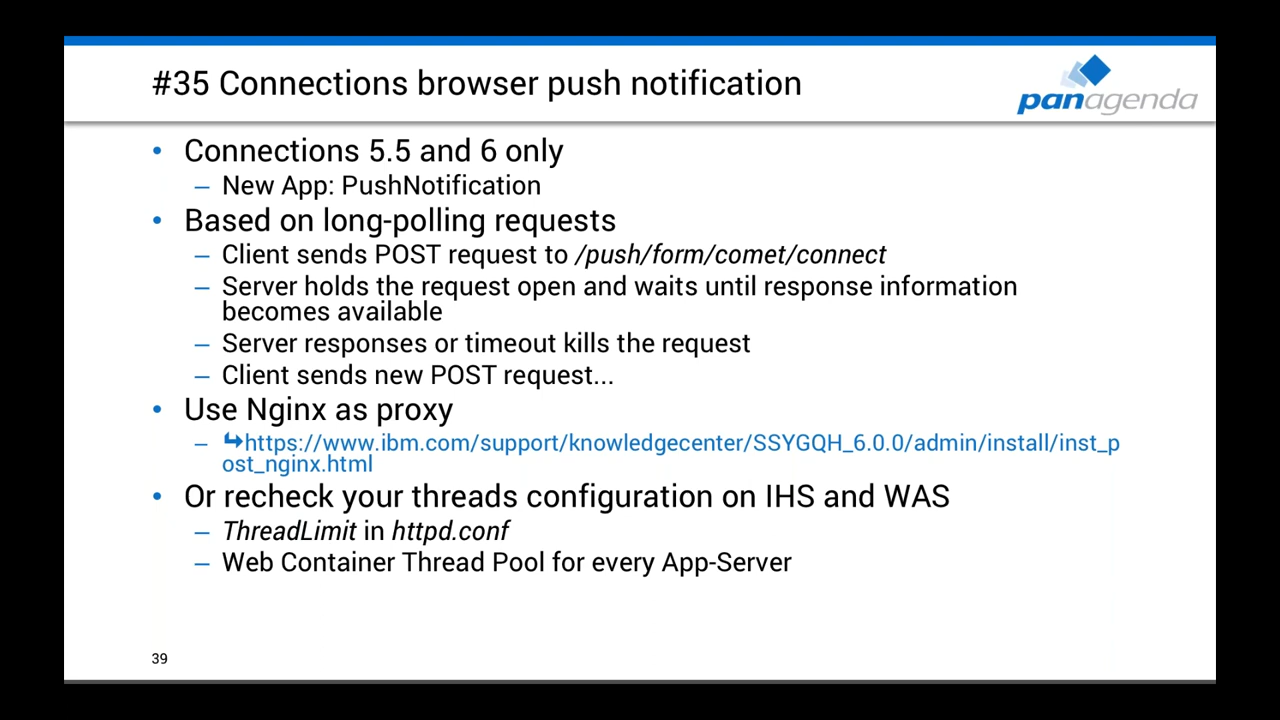 #35 Connections browser push notification
panagenda
• Connections 5.5 and 6 only
– New App: PushNotification
• Based on long-polling requests
– Client sends POST request to /push/form/comet/connect
– Server holds the request open and waits until response information
becomes available
– Server responses or timeout kills the request
– Client sends new POST request...
• Use Nginx as proxy
– ↪https://www.ibm.com/support/knowledgecenter/SSYGQH_6.0.0/admin/install/inst_p
ost_nginx.html
• Or recheck your threads configuration on IHS and WAS
– ThreadLimit in httpd.conf
– Web Container Thread Pool for every App-Server
39